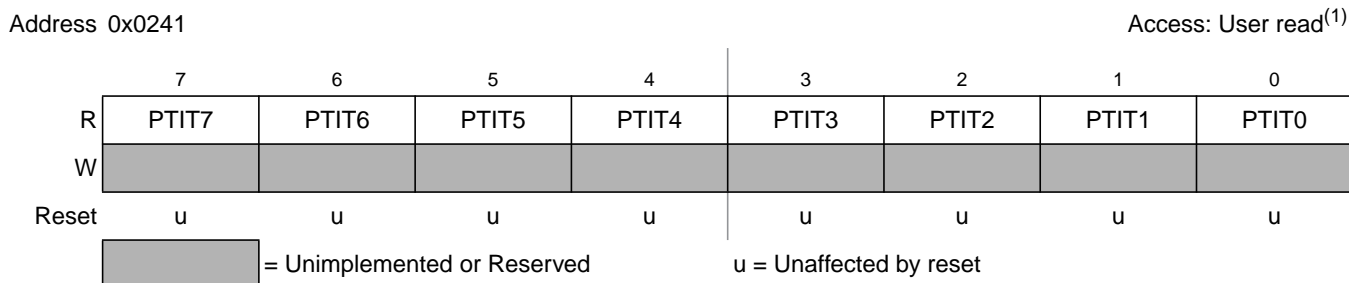 Address 0x0241 Access: User read(1)
7 6 5 4 3 2 1 0
R PTIT7 PTIT6 PTIT5 PTIT4 PTIT3 PTIT2 PTIT1 PTIT0
W
Reset u u u u u u u u
= Unimplemented or Reserved u = Unaffected by reset